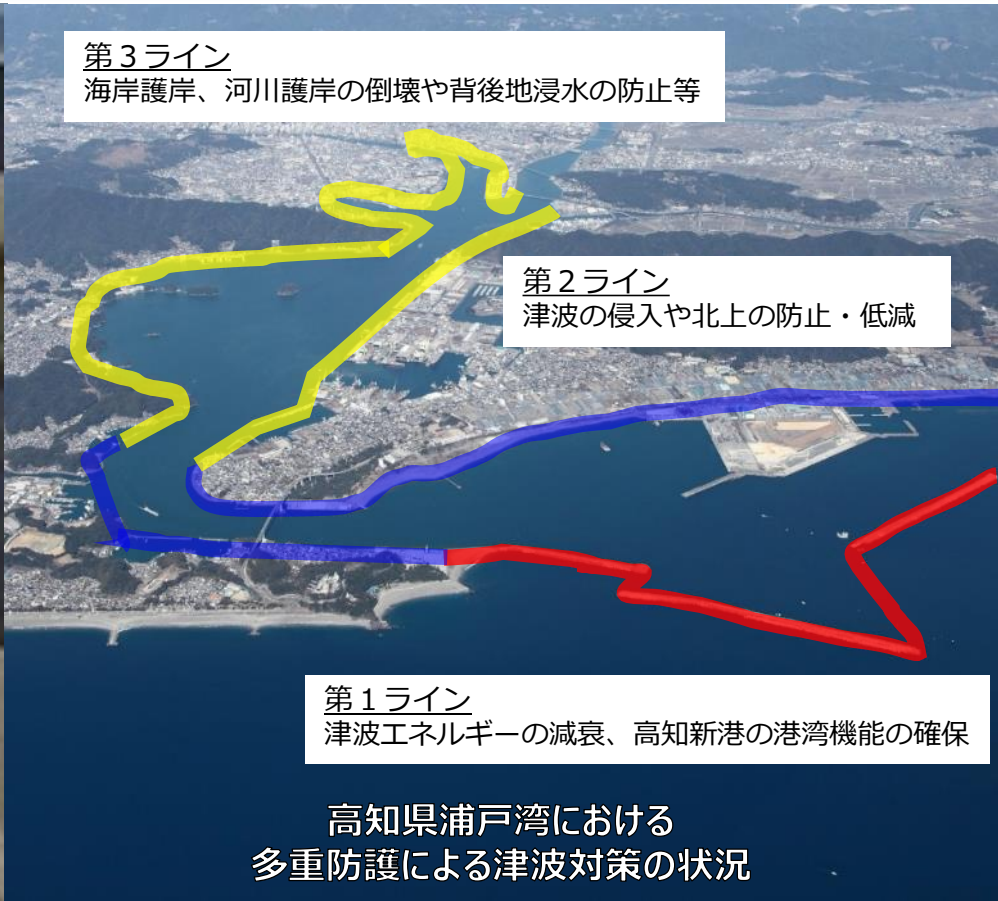 第３ライン
海岸護岸、河川護岸の倒壊や背後地浸水の防止等
第２ライン
津波の侵入や北上の防止・低減
第１ライン
津波エネルギーの減衰、高知新港の港湾機能の確保
高知県浦戸湾における
多重防護による津波対策の状況